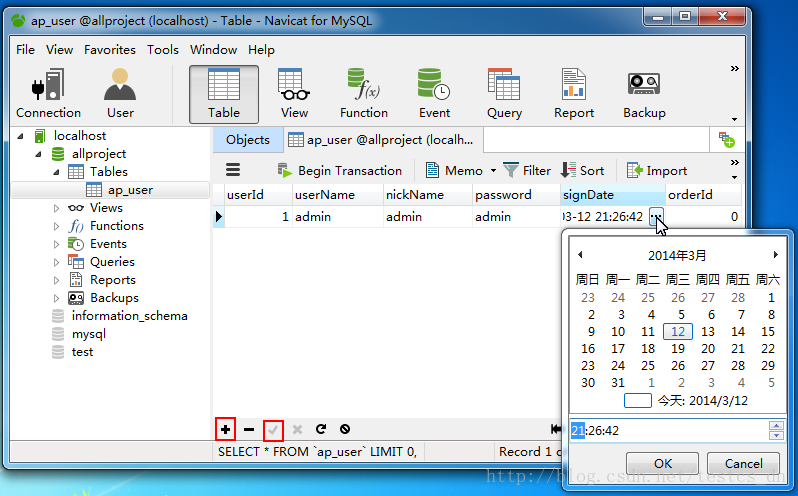 ap_user @allproject (localhost) - Table - Navicat for MySQL
File View Favorites Tools Window Help
Connection User Table View Function Event Query Report Backup
localhost
allproject
Tables
ap_user
Views
Functions
Events
Queries
Reports
Backups
information_schema
mysql
test
Objects ap_user @allproject (localh...
Begin Transaction Memo Filter Sort Import
userId userName nickName password signDate orderId
1 admin admin admin 03-12 21:26:42 ... 0
2014年3月
周日 周一 周二 周三 周四 周五 周六
23 24 25 26 27 28 1
2 3 4 5 6 7 8
9 10 11 12 13 14 15
16 17 18 19 20 21 22
23 24 25 26 27 28 29
30 31 1 2 3 4 5
今天: 2014/3/12
21:26:42
OK Cancel
SELECT * FROM `ap_user` LIMIT 0, Record 1